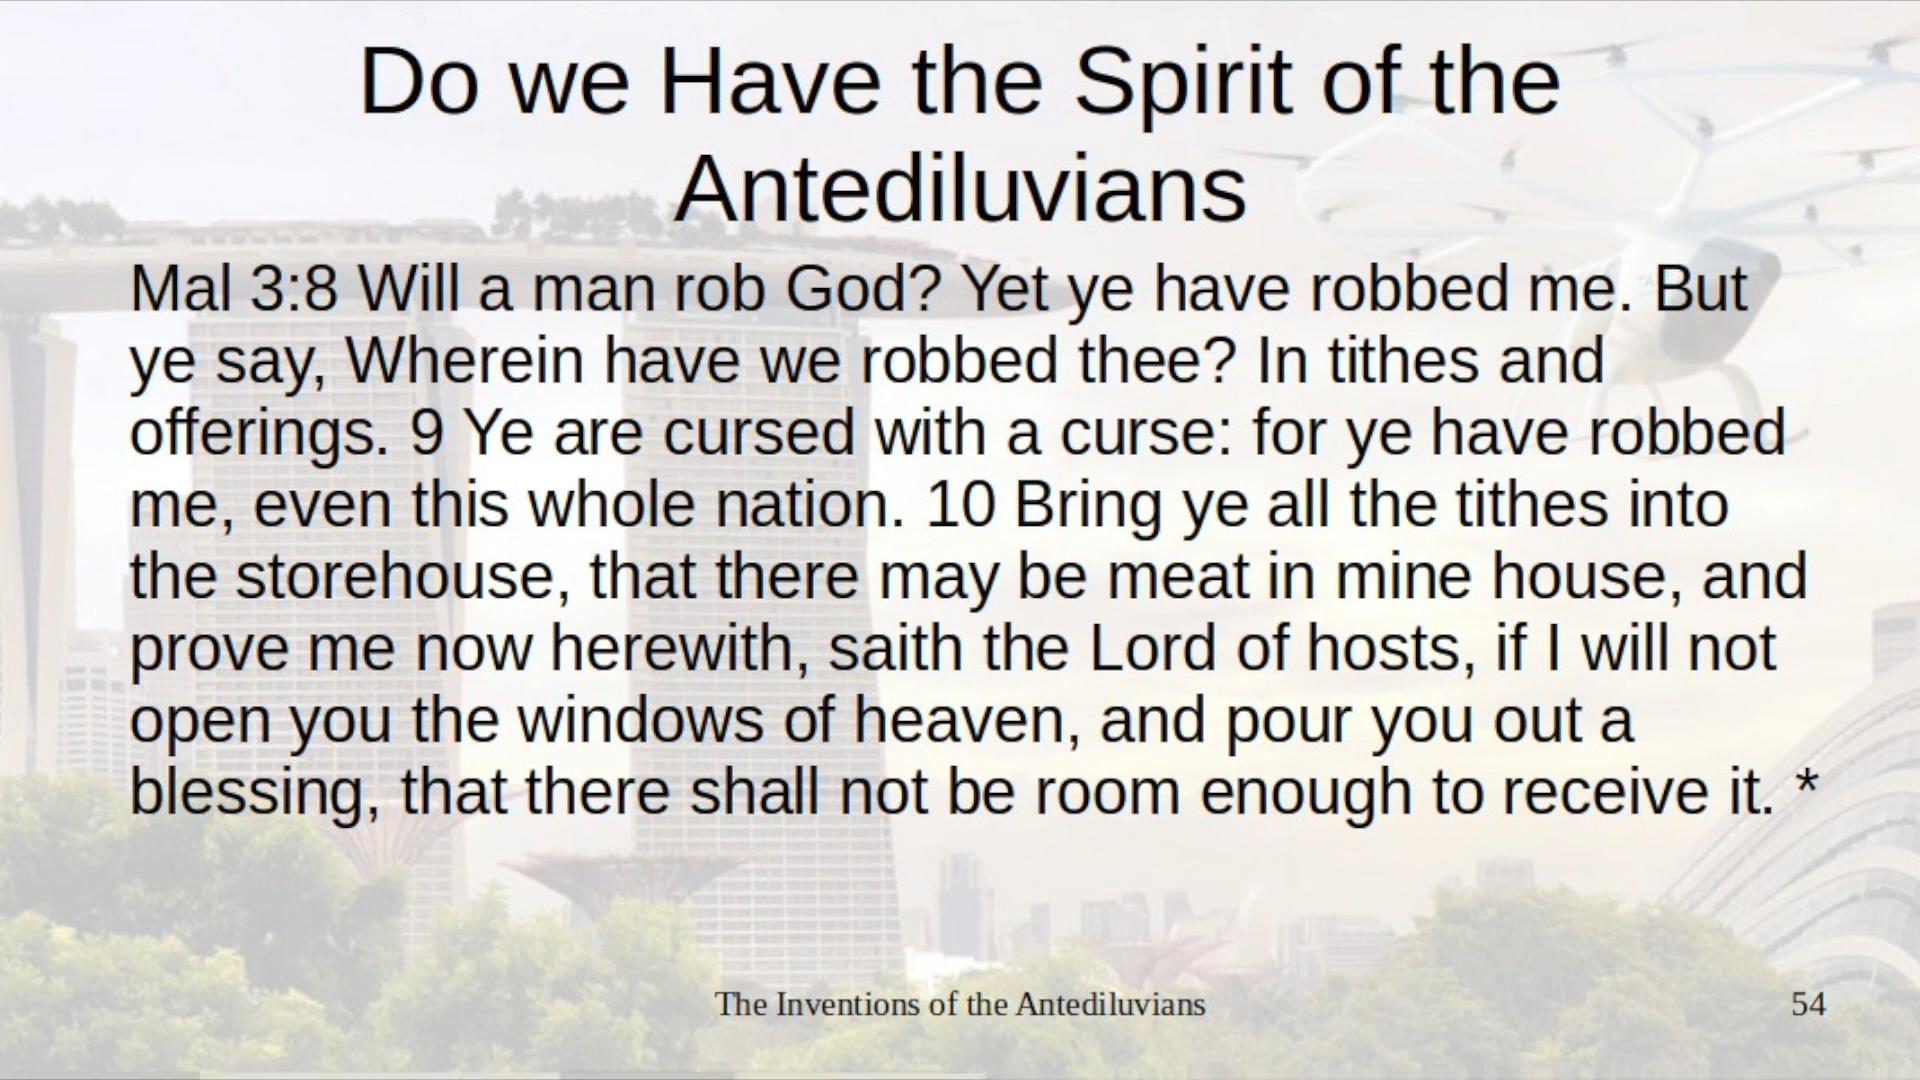 Do we Have the Spirit of the
Antediluvians
Mal 3:8 Will a man rob God? Yet ye have robbed me. But
ye say, Wherein have we robbed thee? In tithes and
offerings. 9 Ye are cursed with a curse: for ye have robbed
me, even this whole nation. 10 Bring ye all the tithes into
the storehouse, that there may be meat in mine house, and
prove me now herewith, saith the Lord of hosts, if I will not
open you the windows of heaven, and pour you out a
blessing, that there shall not be room enough to receive it. *
The Inventions of the Antediluvians
54